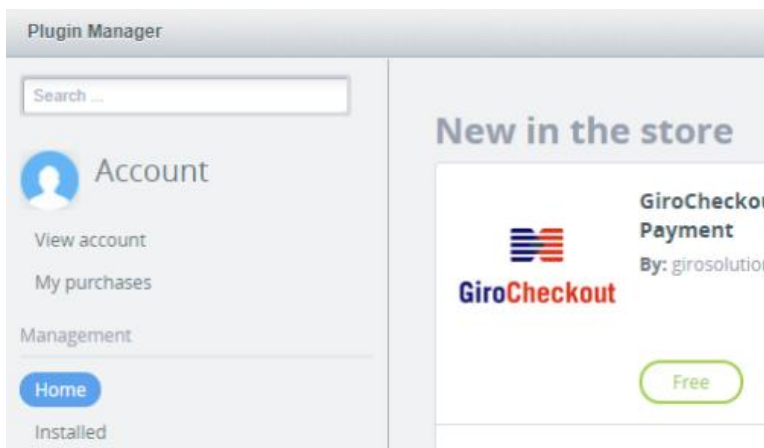 Plugin Manager
Search ...
Account
View account
My purchases
Management
Home
Installed
New in the store
GiroCheckout
Payment
By:
GiroCheckout
Free